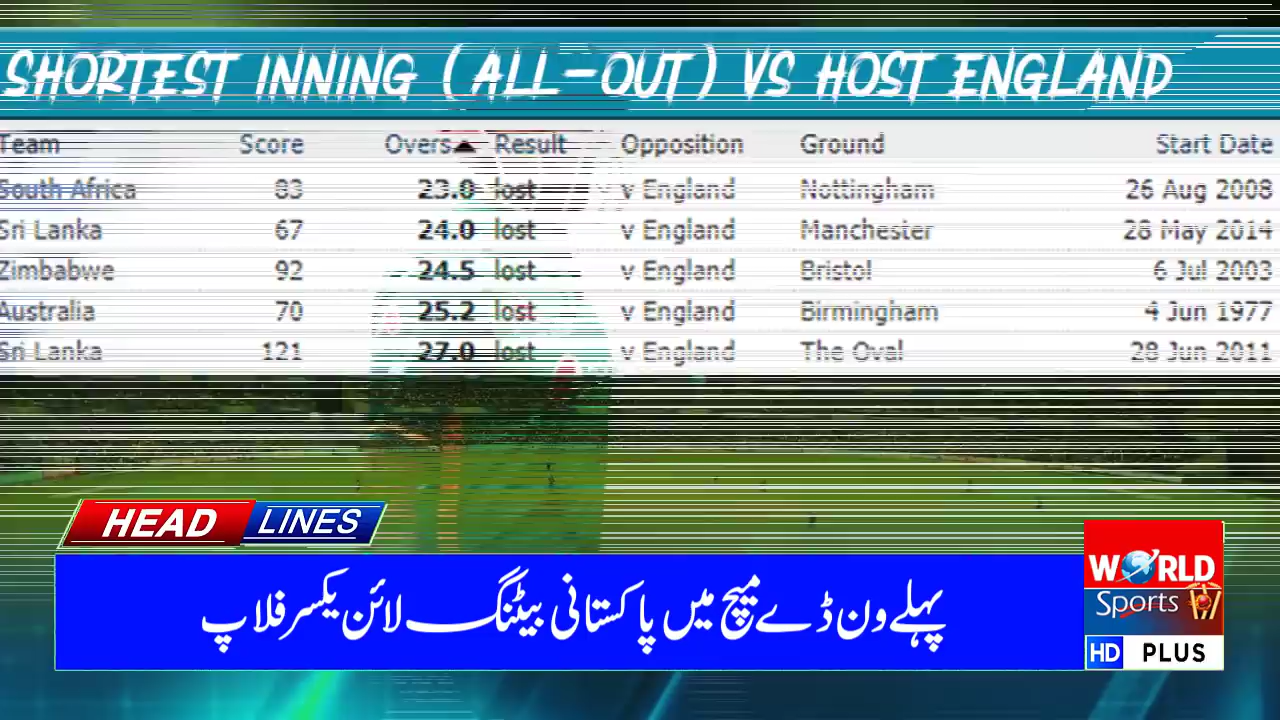 SHORTEST INNING (ALL-OUT) VS HOST ENGLAND
Team Score Overs▲ Result Opposition Ground Start Date
South Africa 83 23.0 lost v England Nottingham 26 Aug 2008
Sri Lanka 67 24.0 lost v England Manchester 28 May 2014
Zimbabwe 92 24.5 lost v England Bristol 6 Jul 2003
Australia 70 25.2 lost v England Birmingham 4 Jun 1977
Sri Lanka 121 27.0 lost v England The Oval 28 Jun 2011
HEAD LINES
پہلے ون ڈے میچ میں پاکستانی بیٹنگ لائن یکسر فلاپ
WORLD
Sports
HD PLUS